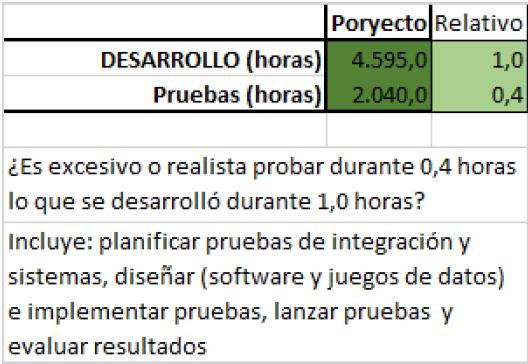 Poryecto Relativo
DESARROLLO (horas) 4.595,0 1,0
Pruebas (horas) 2.040,0 0,4
¿Es excesivo o realista probar durante 0,4 horas
lo que se desarrolló durante 1,0 horas?
Incluye: planificar pruebas de integración y
sistemas, diseñar (software y juegos de datos)
e implementar pruebas, lanzar pruebas y
evaluar resultados